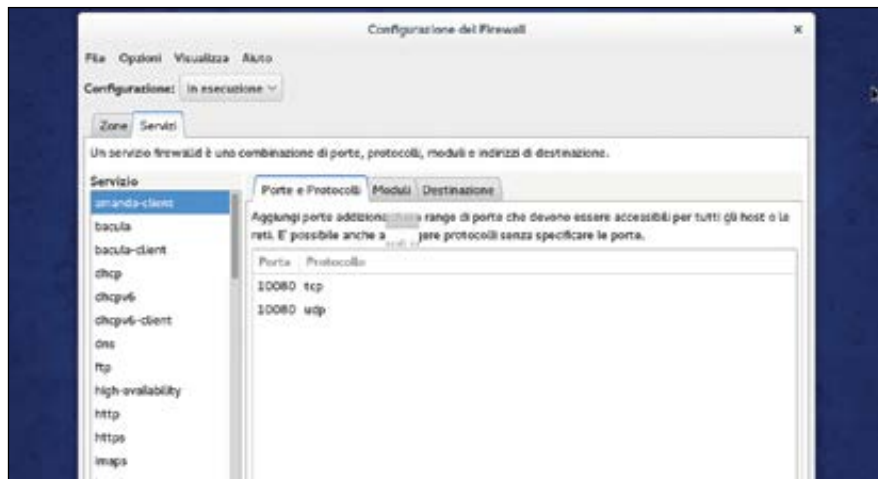 Configurazione del Firewall
File Opzioni Visualizza Aiuto
Configurazione: In esecuzione
Zone Servizi
Un servizio firewalld è una combinazione di porte, protocolli, moduli e indirizzi di destinazione.
Servizio
amanda-client
bacula
bacula-client
dhcp
dhcpv6
dhcpv6-client
dns
ftp
high-availability
http
https
imaps
Porte e Protocolli Moduli Destinazione
Aggiungi porte range di porte che devono essere accessibili per tutti gli host o le
reti. E' possibile anche protocolli senza specificare le porte.
Porta Protocollo
10080 tcp
10080 udp